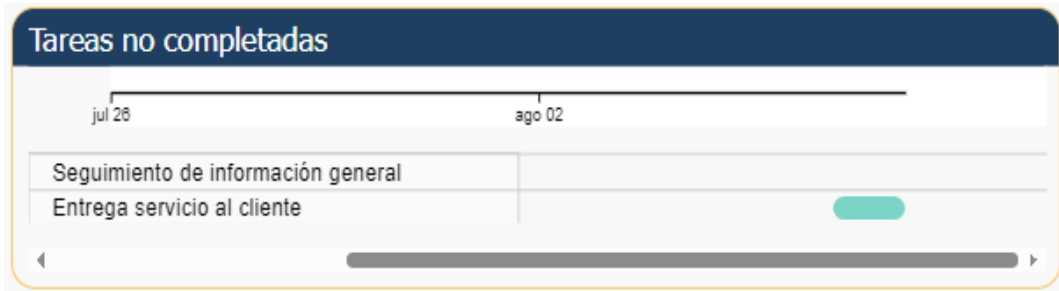 Tareas no completadas
jul 26
ago 02
Seguimiento de información general
Entrega servicio al cliente